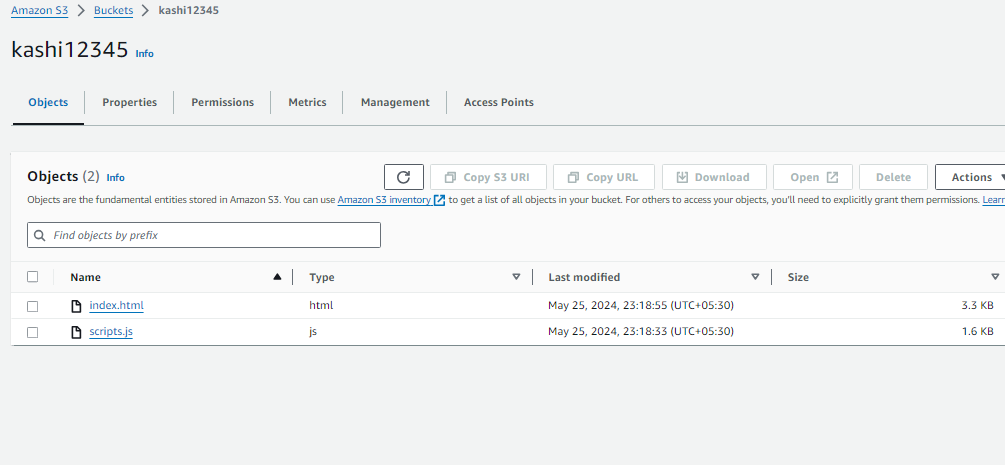 Amazon S3 > Buckets > kashi12345
kashi12345 Info
Objects Properties Permissions Metrics Management Access Points
Objects (2) Info Copy S3 URI Copy URL Download Open Delete Actions
Objects are the fundamental entities stored in Amazon S3. You can use Amazon S3 inventory to get a list of all objects in your bucket. For others to access your objects, you'll need to explicitly grant them permissions. Learn
Find objects by prefix
Name Type Last modified Size
index.html html May 25, 2024, 23:18:55 (UTC+05:30) 3.3 KB
scripts.js js May 25, 2024, 23:18:33 (UTC+05:30) 1.6 KB